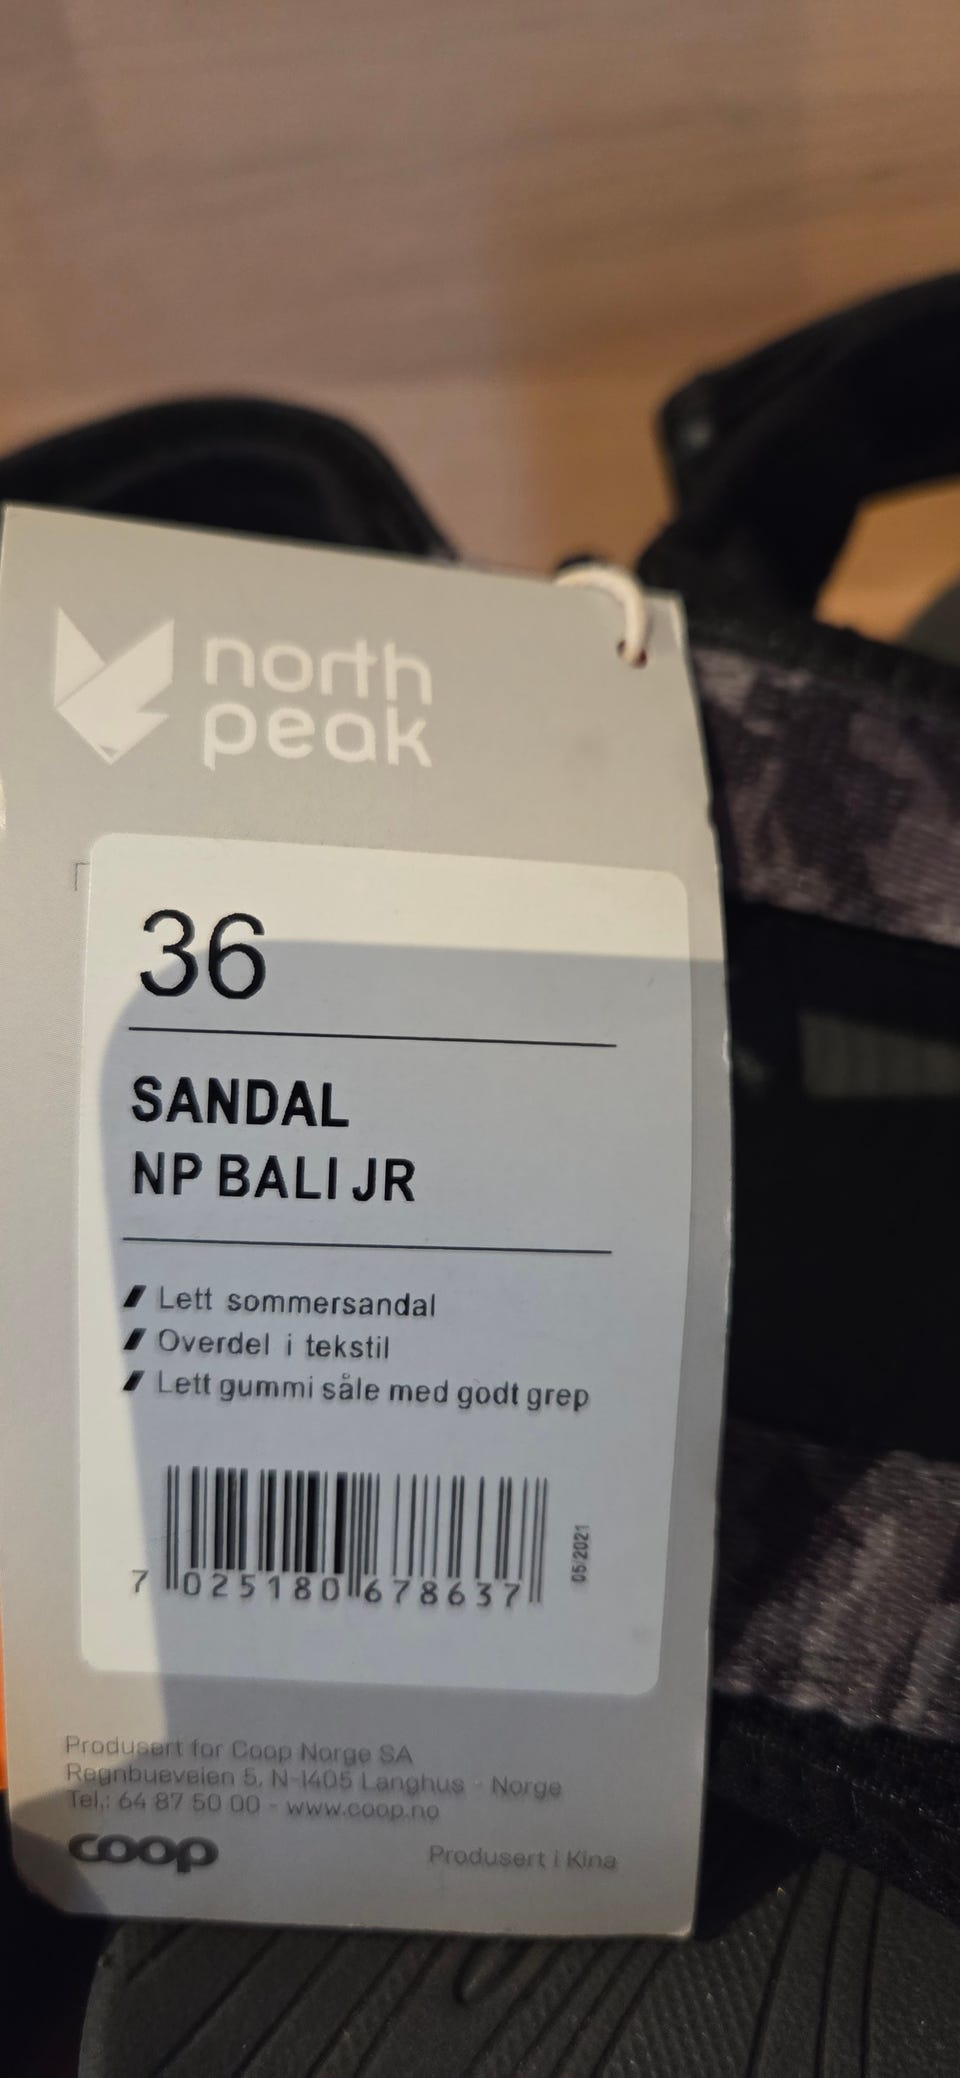 north
peak
36
SANDAL
NP BALI JR
Lett sommersandal
Overdel i tekstil
Lett gummi såle med godt grep
7 025180 678637
05/2021
Produsert for Coop Norge SA
Regnbueveien 5, N-1405 Langhus - Norge
Tel,: 64 87 50 00 - www.coop.no
coop
Produsert i Kina